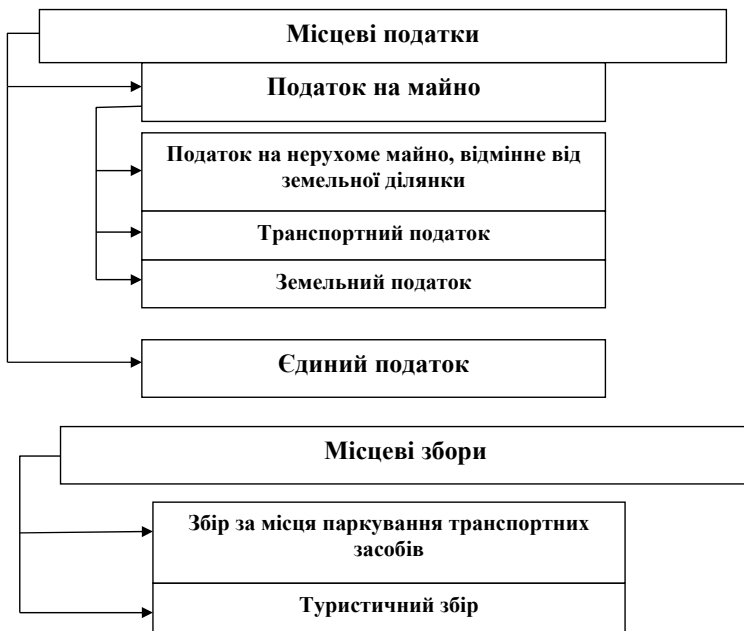 Місцеві податки
Податок на майно
Податок на нерухоме майно, відмінне від
земельної ділянки
Транспортний податок
Земельний податок
Єдиний податок
Місцеві збори
Збір за місця паркування транспортних
засобів
Туристичний збір